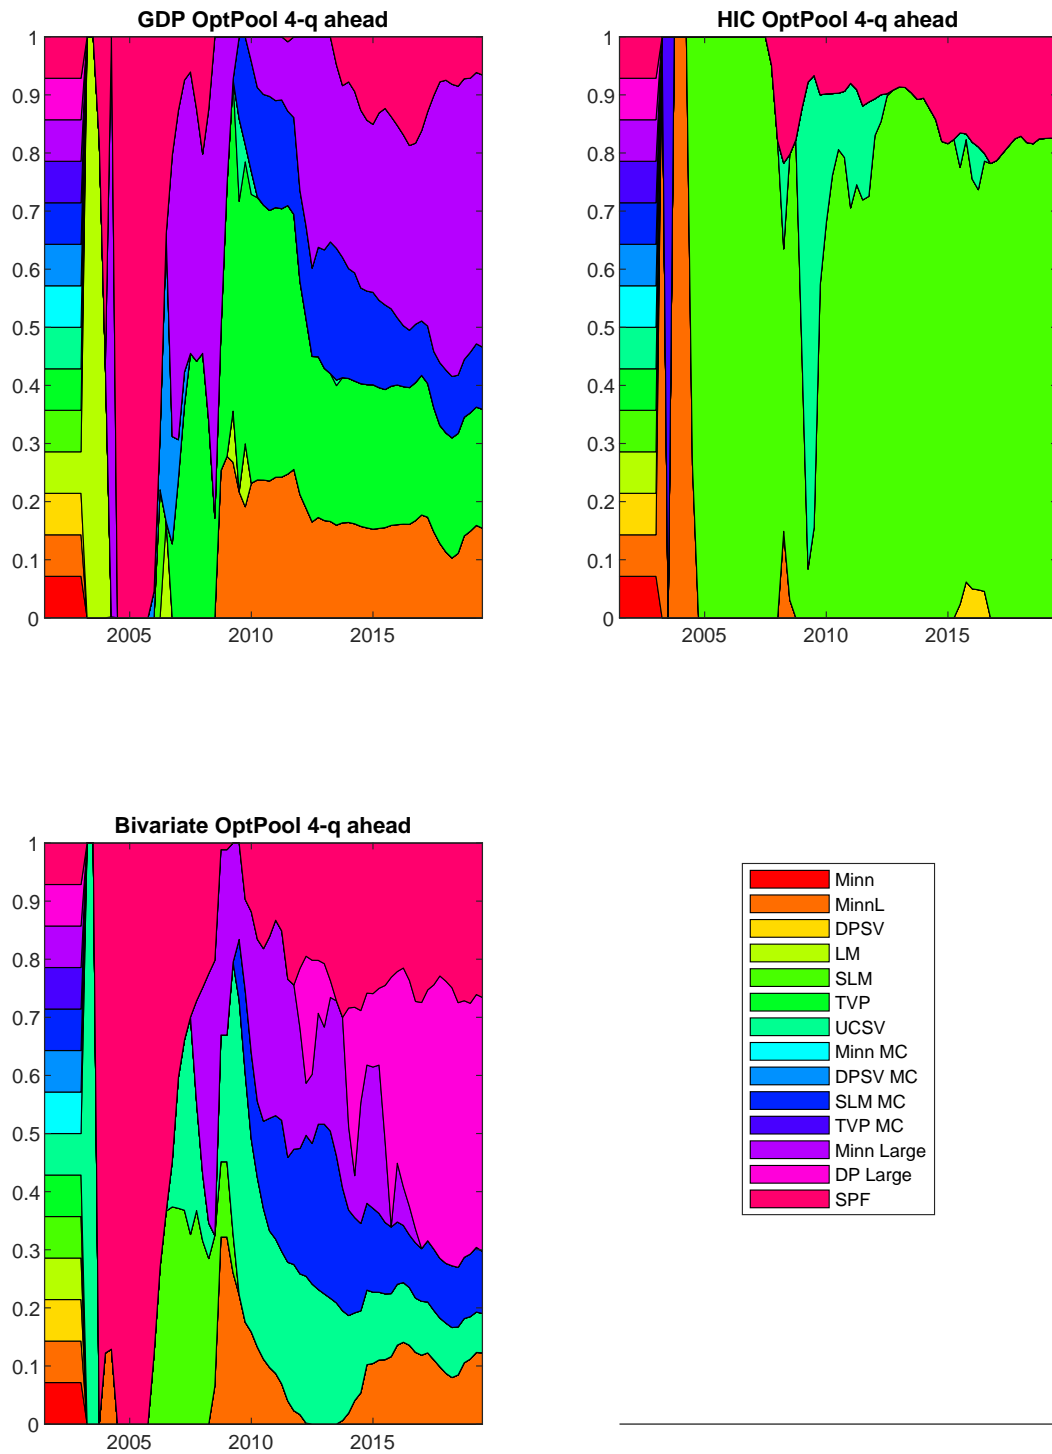 GDP OptPool 4-q ahead
1
0.9
0.8
0.7
0.6
0.5
0.4
0.3
0.2
0.1
0
2005
2010
2015
HIC OptPool 4-q ahead
1
0.9
0.8
0.7
0.6
0.5
0.4
0.3
0.2
0.1
0
2005
2010
2015
Bivariate OptPool 4-q ahead
1
0.9
0.8
0.7
0.6
0.5
0.4
0.3
0.2
0.1
0
2005
2010
2015
Minn
MinnL
DPSV
LM
SLM
TVP
UCSV
Minn MC
DPSV MC
SLM MC
TVP MC
Minn Large
DP Large
SPF